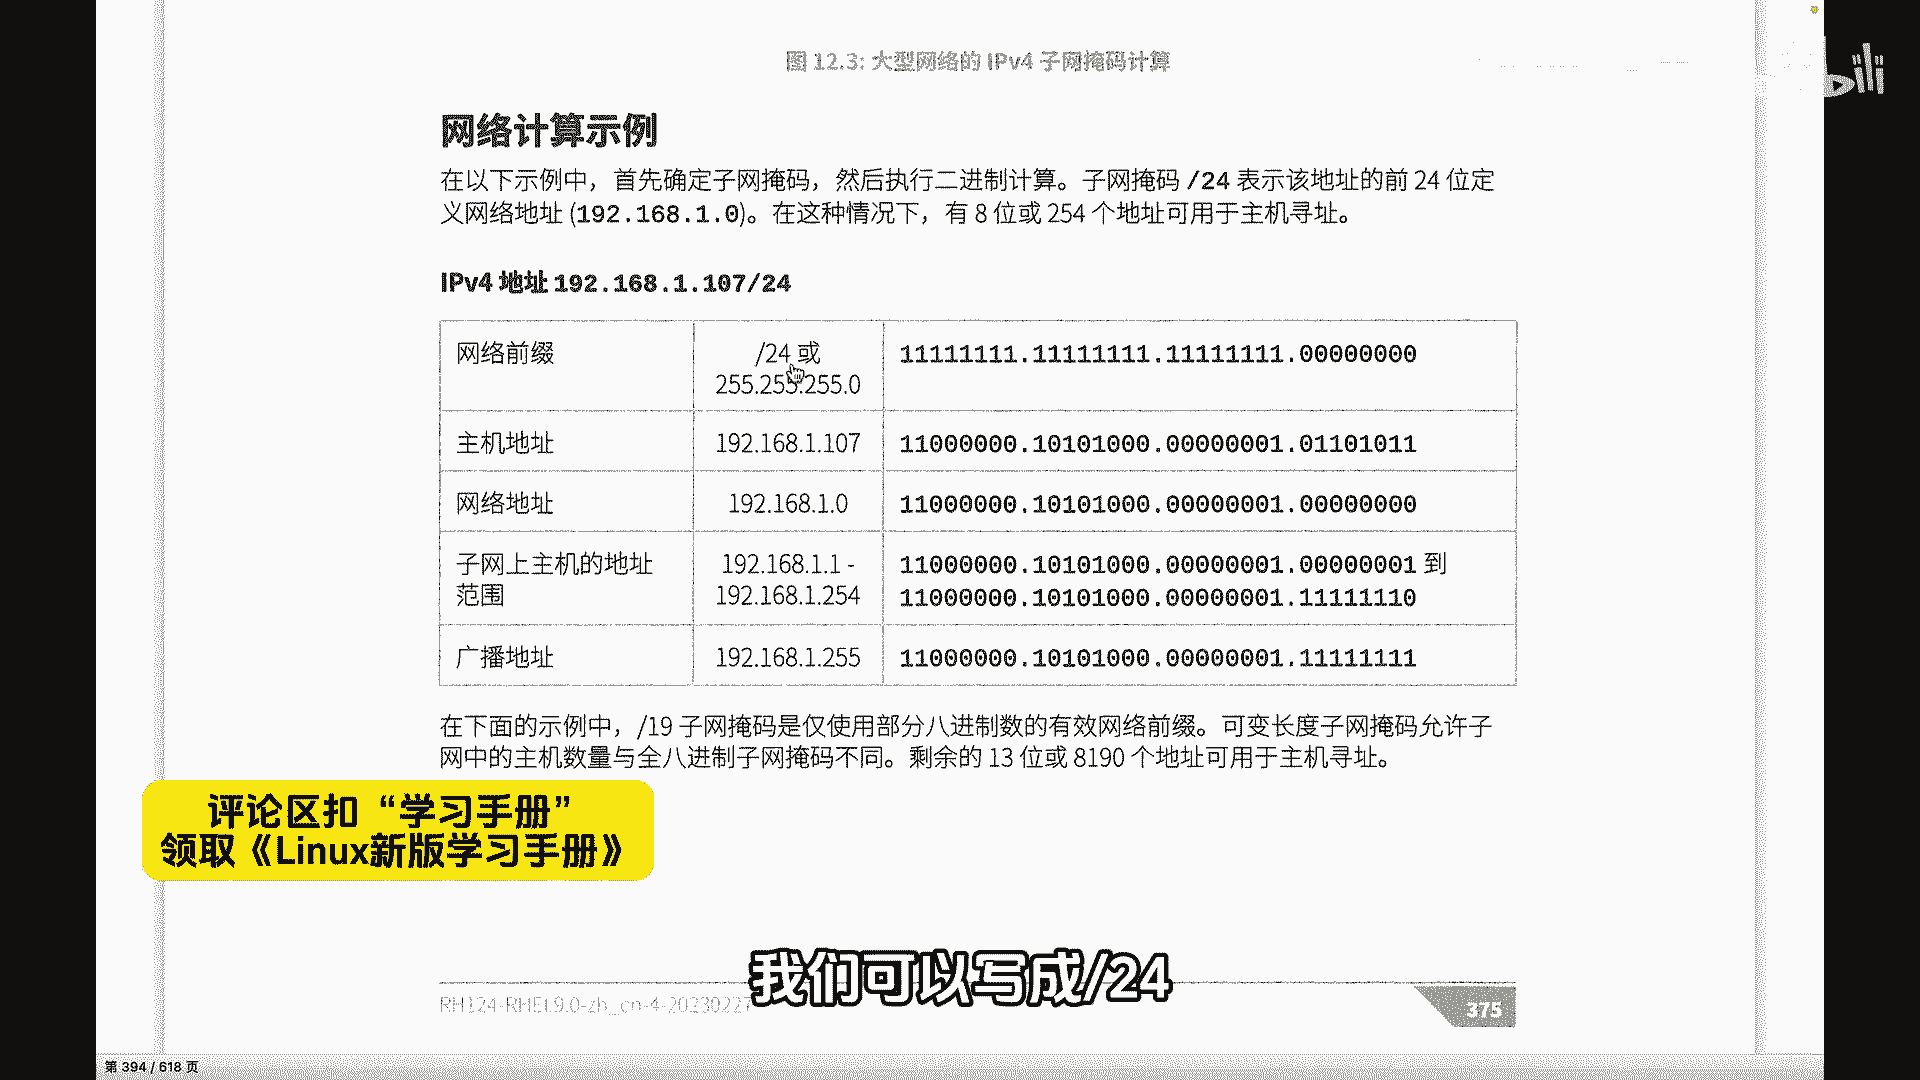 图 12.3: 大型网络的 IPv4 子网掩码计算
bili
网络计算示例
在以下示例中，首先确定子网掩码，然后执行二进制计算。子网掩码 /24 表示该地址的前 24 位定
义网络地址 (192.168.1.0)。在这种情况下，有 8 位或 254 个地址可用于主机寻址。
IPv4 地址 192.168.1.107/24
网络前缀
/24 或
255.255.255.0
11111111.11111111.11111111.00000000
主机地址
192.168.1.107
11000000.10101000.00000001.01101011
网络地址
192.168.1.0
11000000.10101000.00000001.00000000
子网上主机的地址
范围
192.168.1.1 -
192.168.1.254
11000000.10101000.00000001.00000001 到
11000000.10101000.00000001.11111110
广播地址
192.168.1.255
11000000.10101000.00000001.11111111
在下面的示例中，/19 子网掩码是仅使用部分八进制数的有效网络前缀。可变长度子网掩码允许子
网中的主机数量与全八进制子网掩码不同。剩余的 13 位或 8190 个地址可用于主机寻址。
评论区扣“学习手册”
领取《Linux新版学习手册》
我们可以写成/24
RH124-RHEL9.0-zh_cn-4-20230227
375
第 394 / 618 页